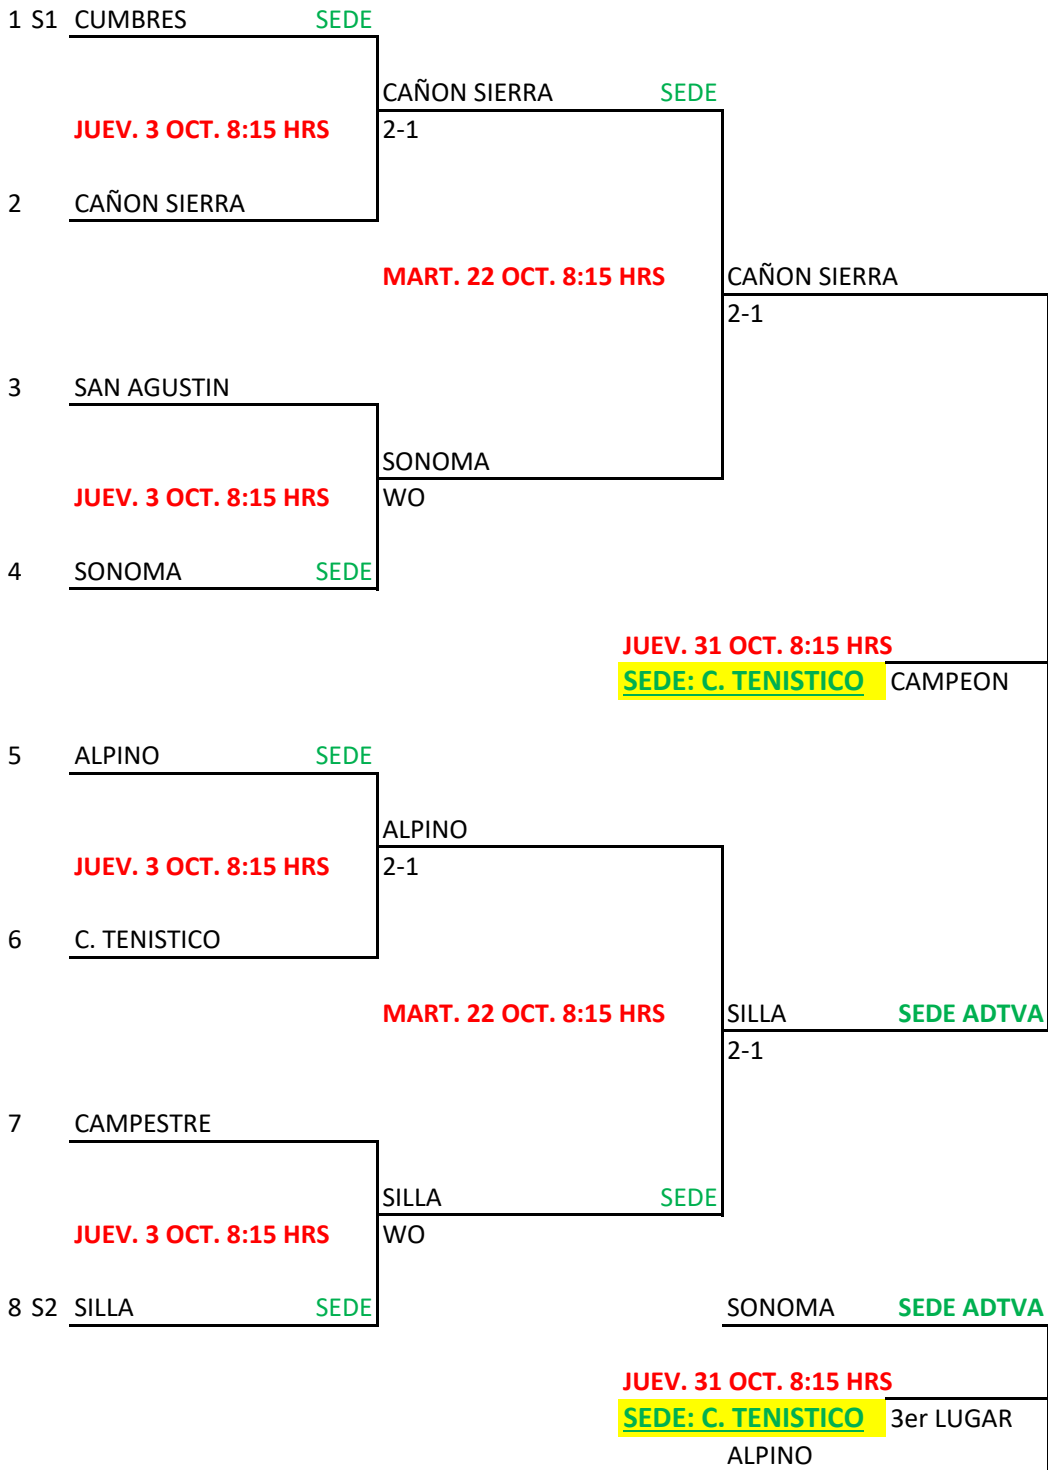 1 S1 CUMBRES SEDE
CAÑON SIERRA SEDE
JUEV. 3 OCT. 8:15 HRS 2-1
2 CAÑON SIERRA
MART. 22 OCT. 8:15 HRS CAÑON SIERRA
2-1
3 SAN AGUSTIN
SONOMA
JUEV. 3 OCT. 8:15 HRS WO
4 SONOMA SEDE
JUEV. 31 OCT. 8:15 HRS
SEDE: C. TENISTICO CAMPEON
5 ALPINO SEDE
ALPINO
JUEV. 3 OCT. 8:15 HRS 2-1
6 C. TENISTICO
MART. 22 OCT. 8:15 HRS SILLA SEDE ADTVA
2-1
7 CAMPESTRE
SILLA SEDE
JUEV. 3 OCT. 8:15 HRS WO
8 S2 SILLA SEDE SONOMA SEDE ADTVA
JUEV. 31 OCT. 8:15 HRS
SEDE: C. TENISTICO 3er LUGAR
ALPINO